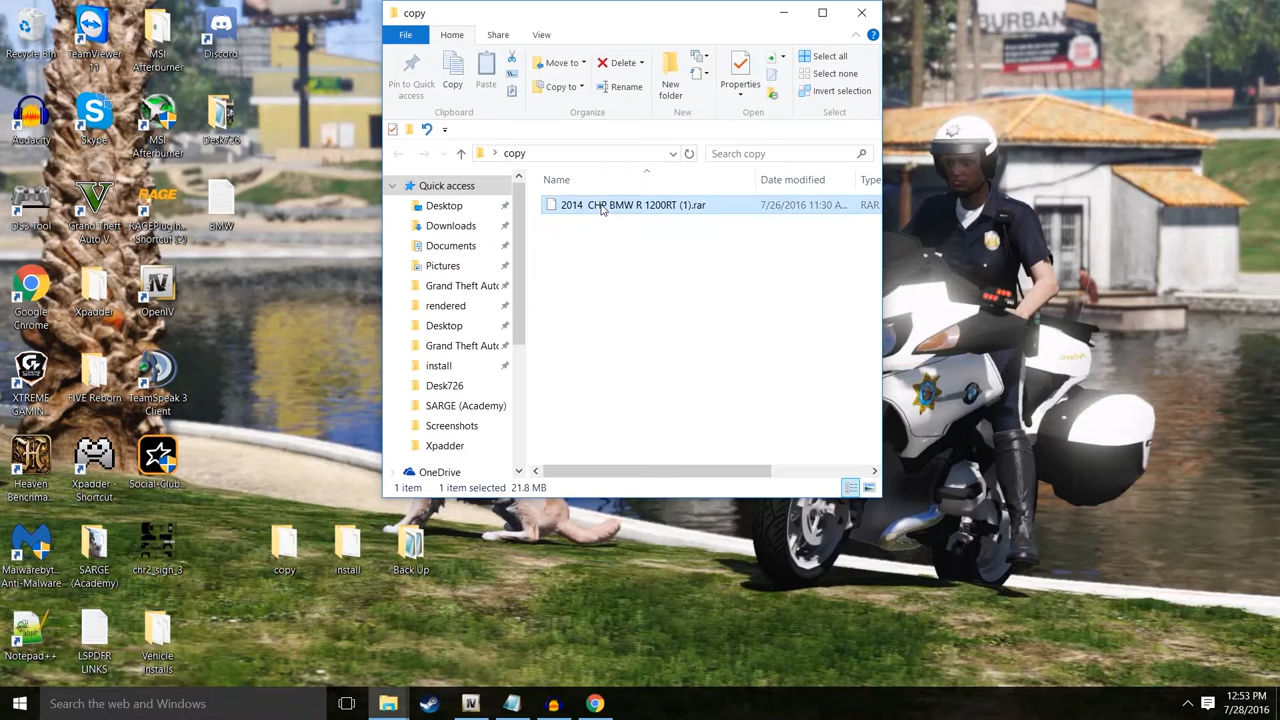 copy
File
Home
Share
View
Pin to Quick access
Copy
Paste
Clipboard
Move to
Copy to
Delete
Rename
Organize
New folder
New
Properties
Open
Select all
Select none
Invert selection
Select
copy
Search copy
Name
Date modified
Type
2014 CHP BMW R 1200RT (1).rar
7/26/2016 11:30 A...
RAR
Quick access
Desktop
Downloads
Documents
Pictures
Grand Theft Auto
rendered
Desktop
Grand Theft Auto
install
Desk726
SARGE (Academy)
Screenshots
Xpadder
OneDrive
1 item
1 item selected 21.8 MB
Recycle Bin
TeamViewer 11
MSI Afterburner
Discord
Audacity
Skype
MSI Afterburner
Desk726
DS3 Tool
Grand Theft Auto V
RAGE
RAGEPlugin... Shortcut (2)
BMW
Google Chrome
Xpadder
OpenIV
XTREME GAMIN...
FIVE Reborn
TeamSpeak 3 Client
Heaven Benchma...
Xpadder - Shortcut
Social-Club...
Malwarebyt... Anti-Malware
SARGE (Academy)
chr2_sign_3
copy
install
Back Up
Notepad++
LSPDFR LINKS
Vehicle Installs
BURBAN
Search the web and Windows
12:53 PM
7/28/2016